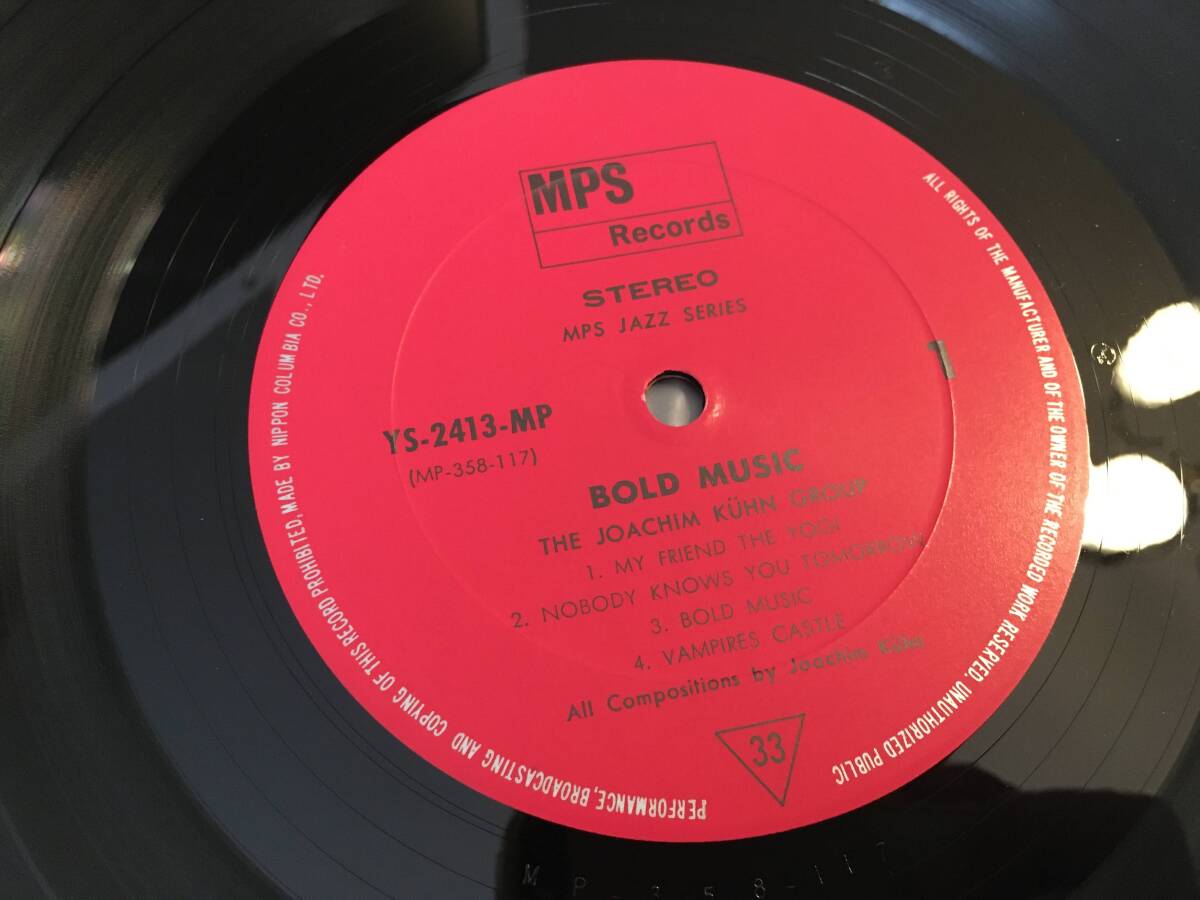 MPS
Records
STEREO
MPS JAZZ SERIES
1
YS-2413-MP
(MP-358-117)
BOLD MUSIC
THE JOACHIM KÜHN GROUP
1. MY FRIEND THE YOGI
2. NOBODY KNOWS YOU TOMORROW
3. BOLD MUSIC
4. VAMPIRES CASTLE
All Compositions by Joachim Kühn
33
ALL RIGHTS OF THE MANUFACTURER AND OF THE OWNER OF THE RECORDED WORK RESERVED. UNAUTHORIZED PUBLIC
PERFORMANCE, BROADCASTING AND COPYING OF THIS RECORD PROHIBITED, MADE BY NIPPON COLUMBIA CO., LTD.
MP 358-117